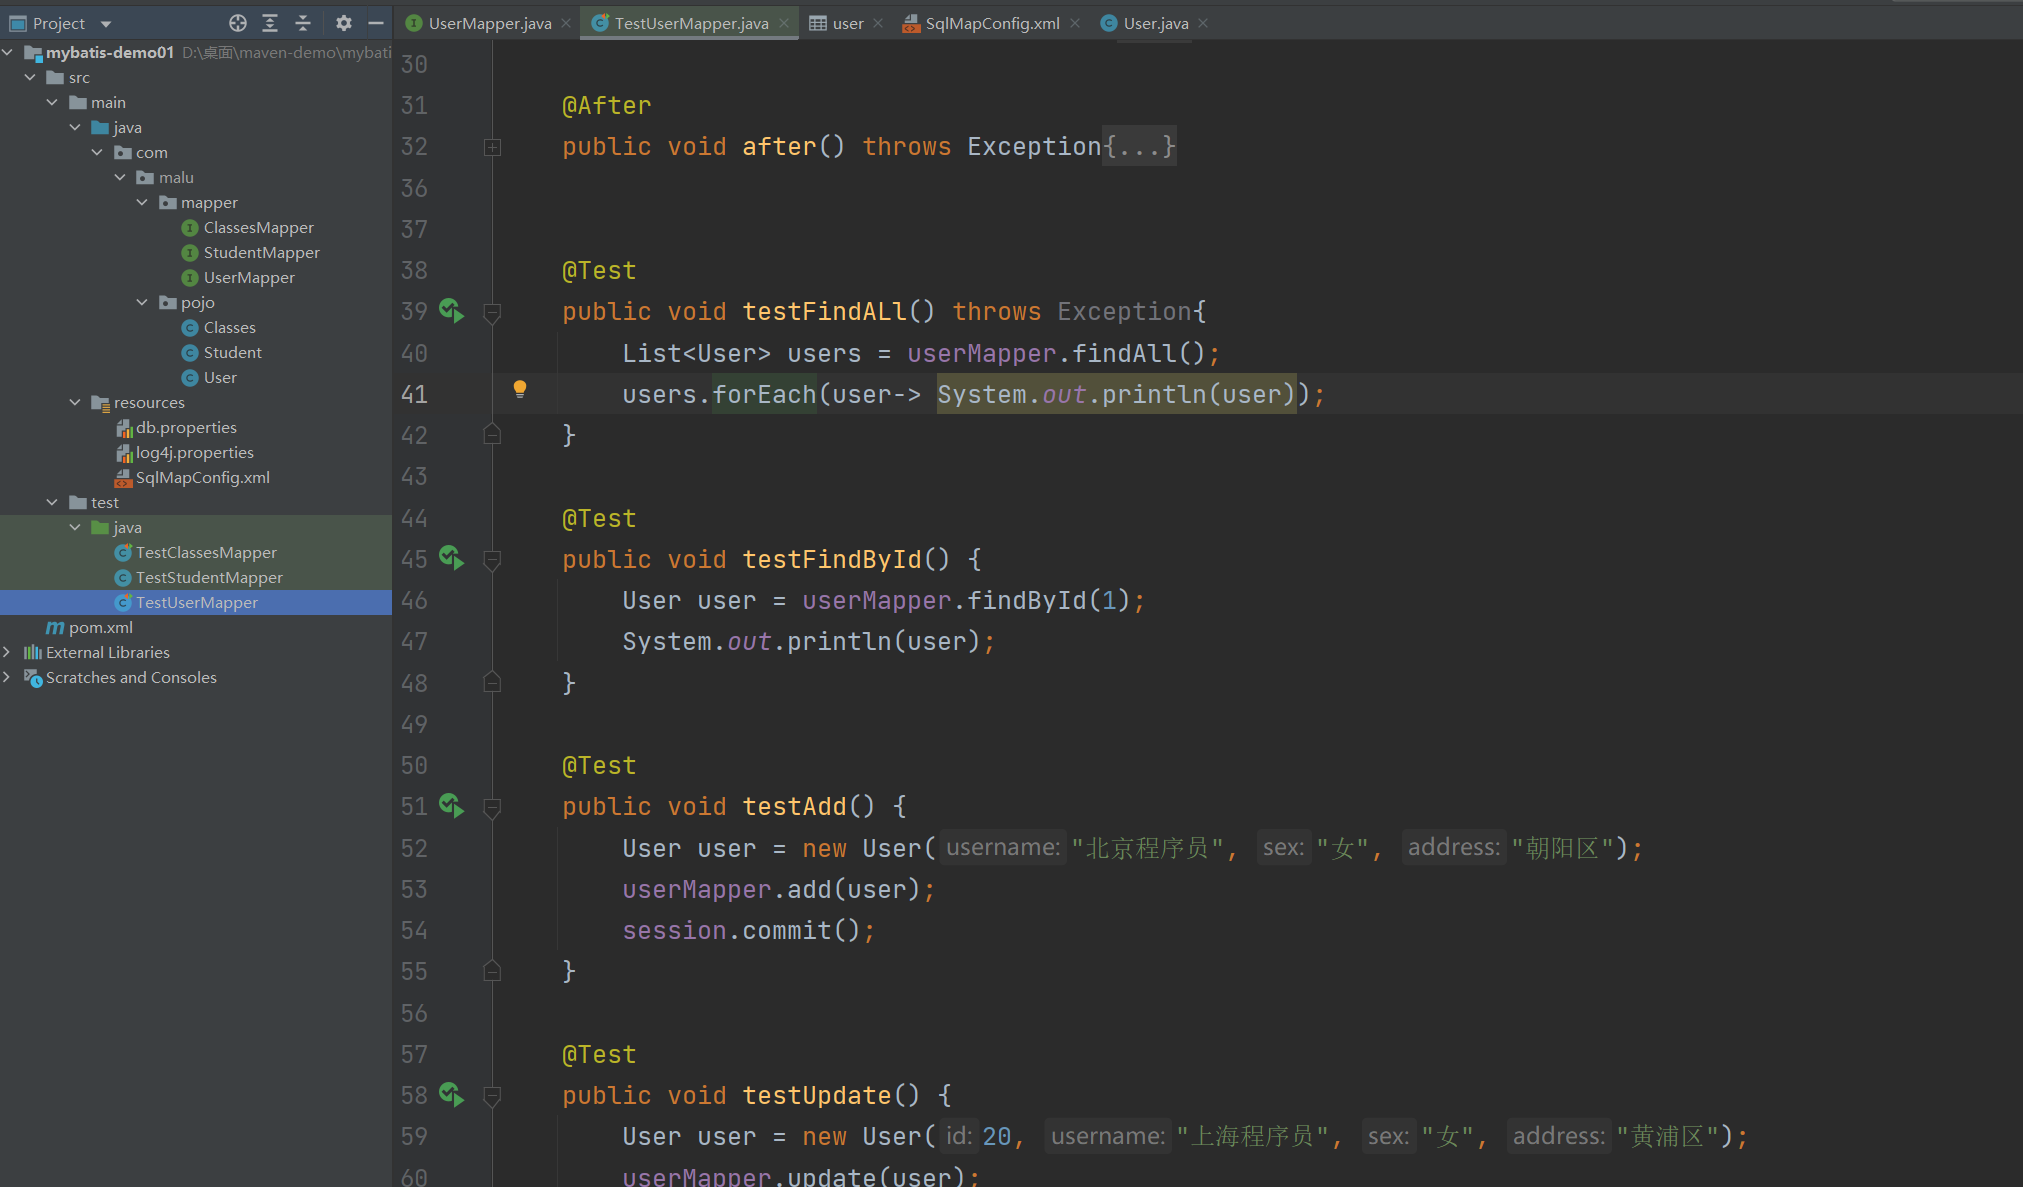 Project
UserMapper.java
TestUserMapper.java
user
SqlMapConfig.xml
User.java
mybatis-demo01 D:\桌面\maven-demo\mybati
src
main
java
com
malu
mapper
ClassesMapper
StudentMapper
UserMapper
pojo
Classes
Student
User
resources
db.properties
log4j.properties
SqlMapConfig.xml
test
java
TestClassesMapper
TestStudentMapper
TestUserMapper
pom.xml
External Libraries
Scratches and Consoles
30
31 @After
32 public void after() throws Exception{...}
36
37
38 @Test
39 public void testFindALl() throws Exception{
40 List<User> users = userMapper.findAll();
41 users.forEach(user-> System.out.println(user));
42 }
43
44 @Test
45 public void testFindById() {
46 User user = userMapper.findById(1);
47 System.out.println(user);
48 }
49
50 @Test
51 public void testAdd() {
52 User user = new User( username: "北京程序员", sex: "女", address: "朝阳区");
53 userMapper.add(user);
54 session.commit();
55 }
56
57 @Test
58 public void testUpdate() {
59 User user = new User( id: 20, username: "上海程序员", sex: "女", address: "黄浦区");
60 userMapper.update(user);